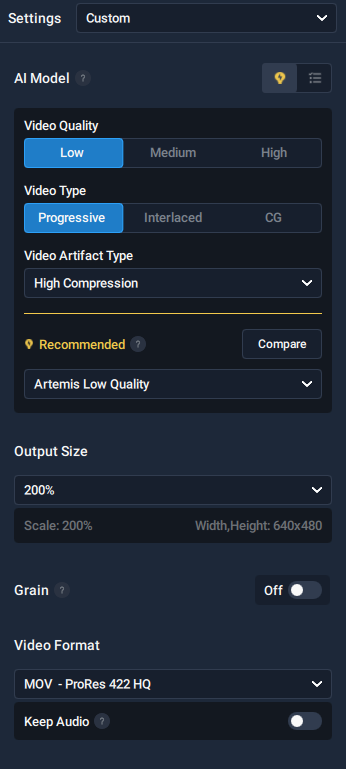 Settings Custom
AI Model ?
Video Quality
Low Medium High
Video Type
Progressive Interlaced CG
Video Artifact Type
High Compression
Recommended ? Compare
Artemis Low Quality
Output Size
200%
Scale: 200% Width,Height: 640x480
Grain ? Off
Video Format
MOV - ProRes 422 HQ
Keep Audio ?